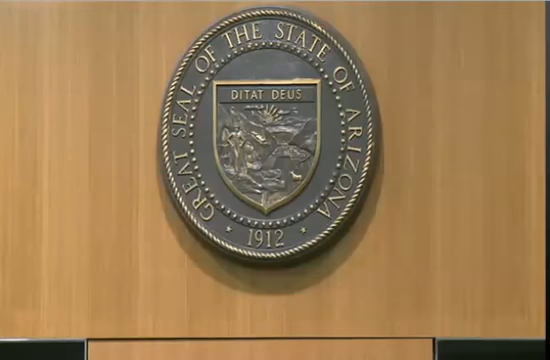 GREAT SEAL OF THE STATE OF ARIZONA
DITAT DEUS
1912